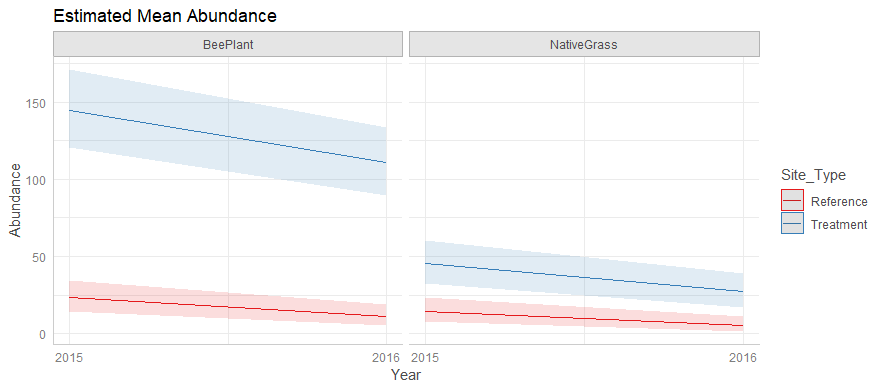 Estimated Mean Abundance
BeePlant
NativeGrass
150
100
50
0
Abundance
2015
2016
2015
2016
Year
Site_Type
Reference
Treatment